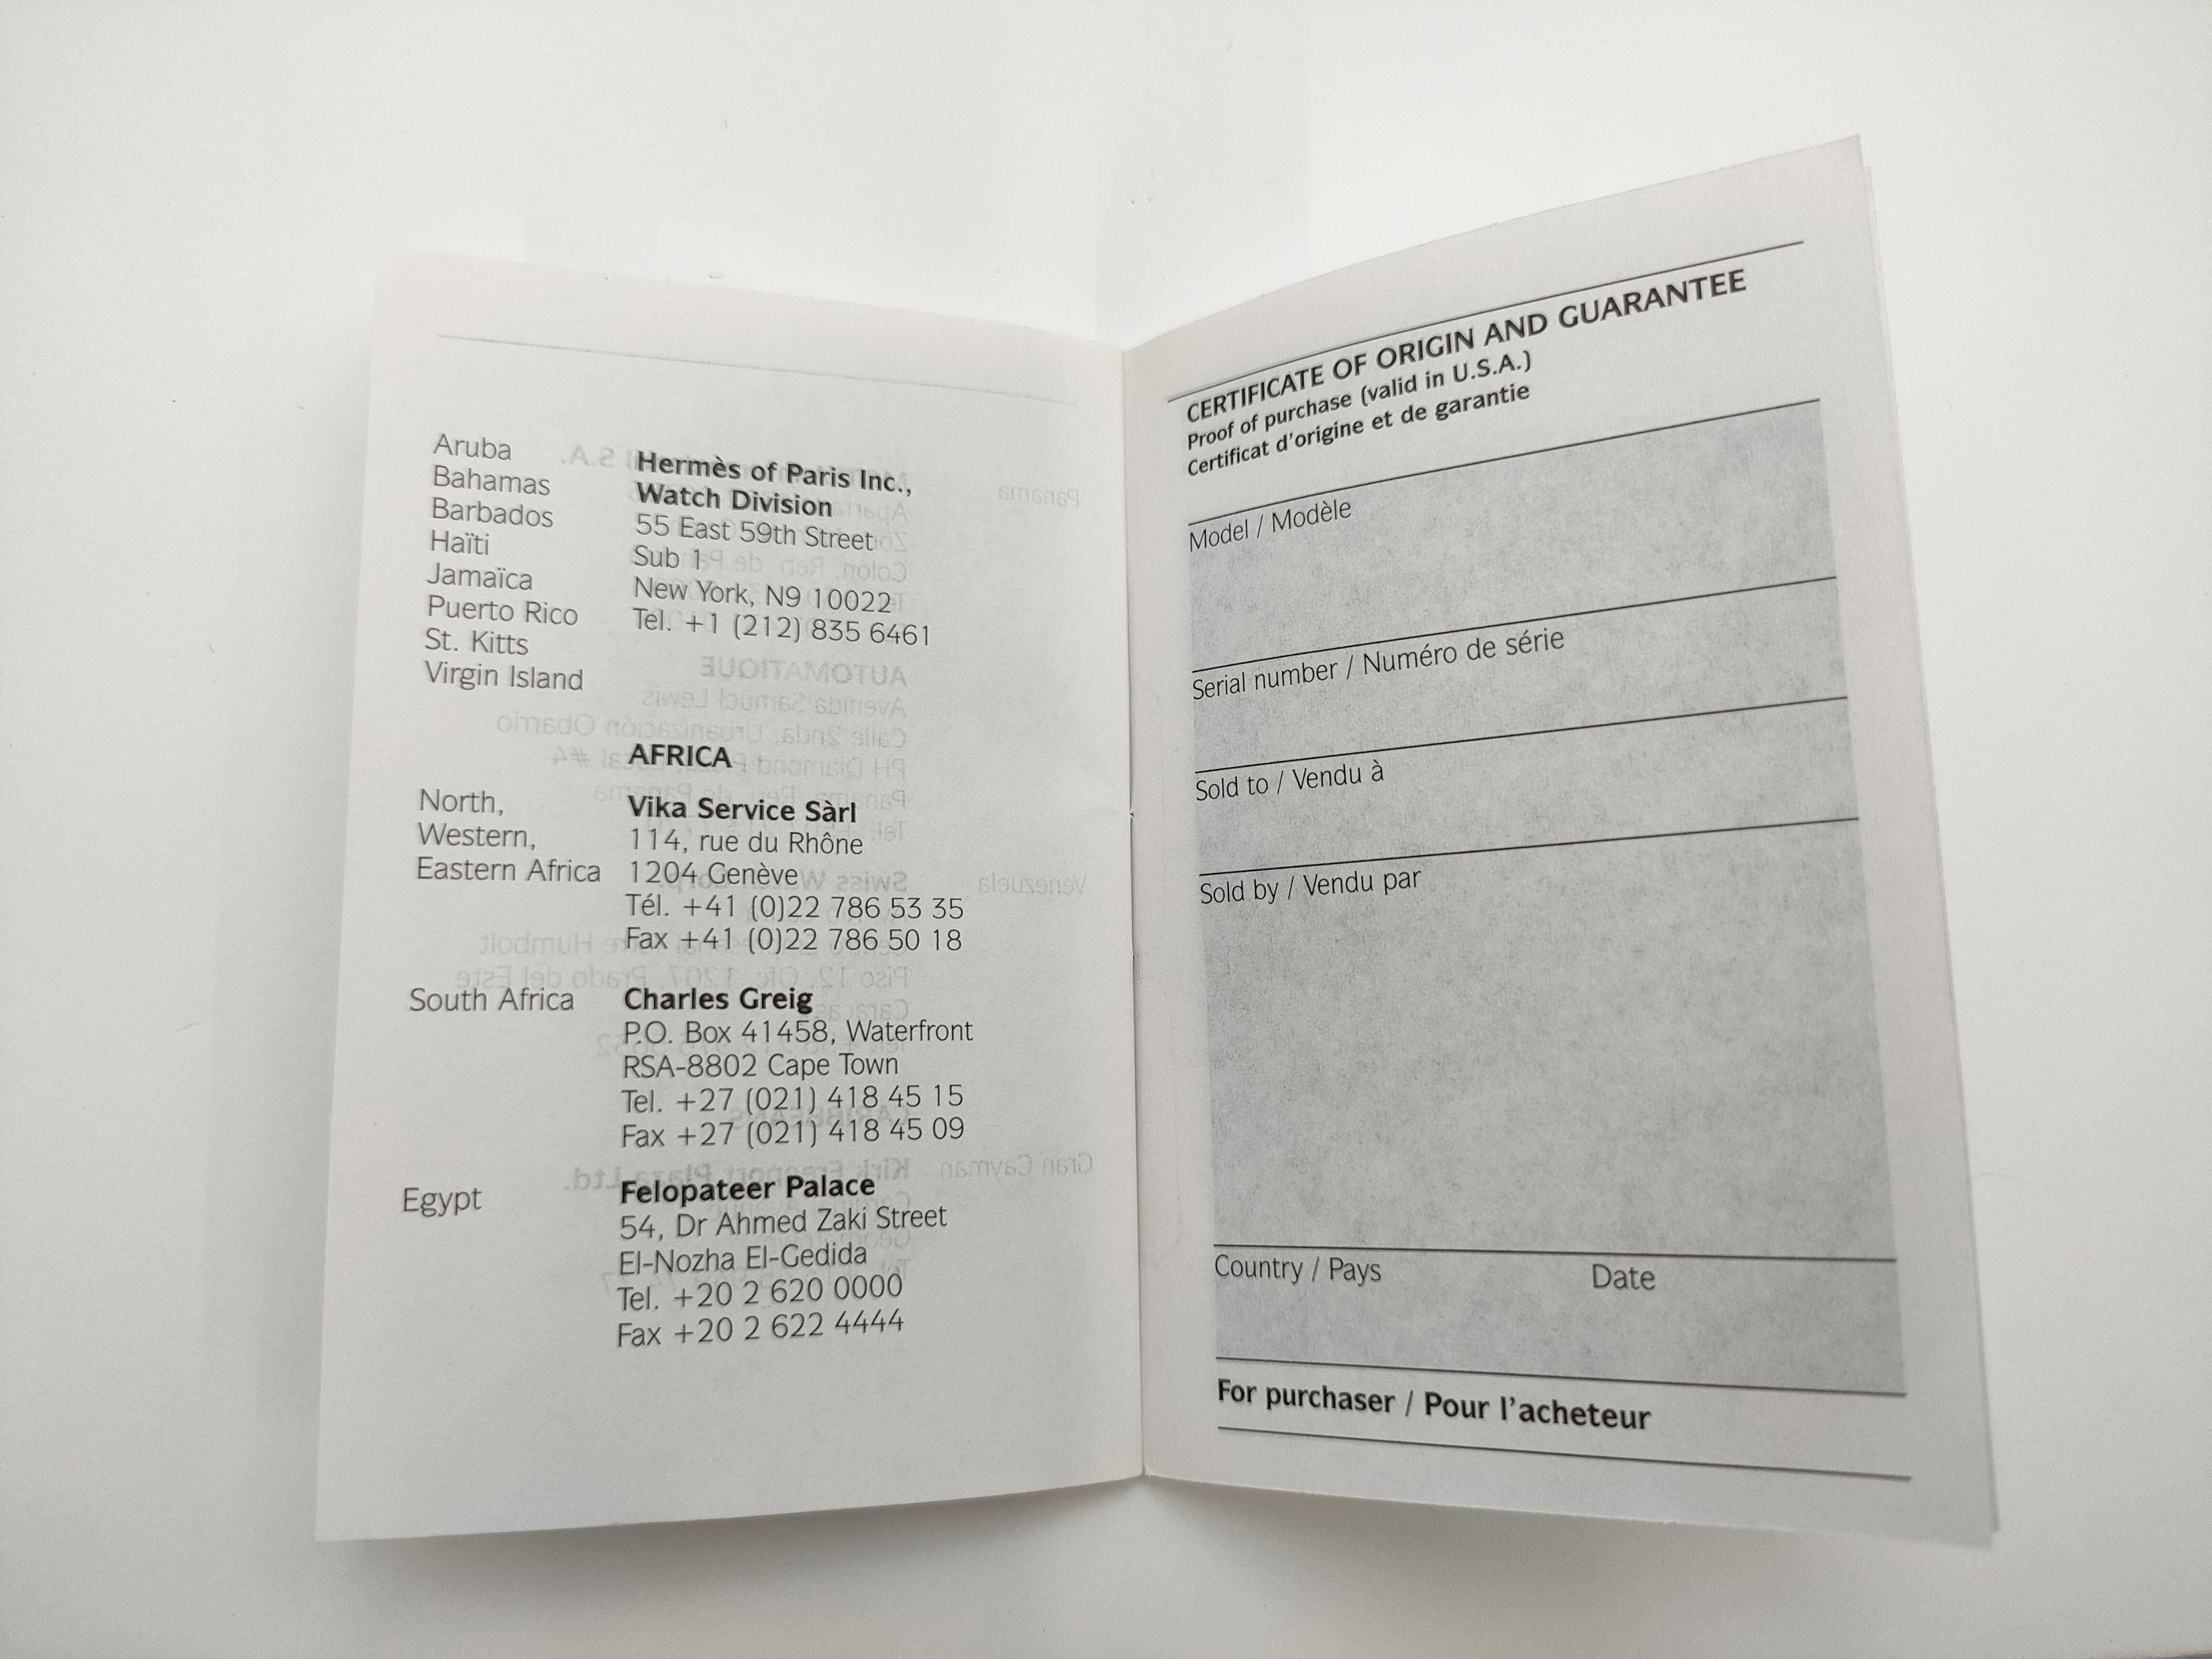 Aruba
Bahamas
Barbados
Haïti
Jamaïca
Puerto Rico
St. Kitts
Virgin Island
Hermès of Paris Inc.,
Watch Division
55 East 59th Street
Sub 1
New York, N9 10022
Tel. +1 (212) 835 6461
AFRICA
North,
Western,
Eastern Africa
Vika Service Sàrl
114, rue du Rhône
1204 Genève
Tél. +41 (0)22 786 53 35
Fax +41 (0)22 786 50 18
South Africa
Charles Greig
P.O. Box 41458, Waterfront
RSA-8802 Cape Town
Tel. +27 (021) 418 45 15
Fax +27 (021) 418 45 09
Egypt
Felopateer Palace
54, Dr Ahmed Zaki Street
El-Nozha El-Gedida
Tel. +20 2 620 0000
Fax +20 2 622 4444
CERTIFICATE OF ORIGIN AND GUARANTEE
Proof of purchase (valid in U.S.A.)
Certificat d'origine et de garantie
Model / Modèle
Serial number / Numéro de série
Sold to / Vendu à
Sold by / Vendu par
Country / Pays Date
For purchaser / Pour l'acheteur